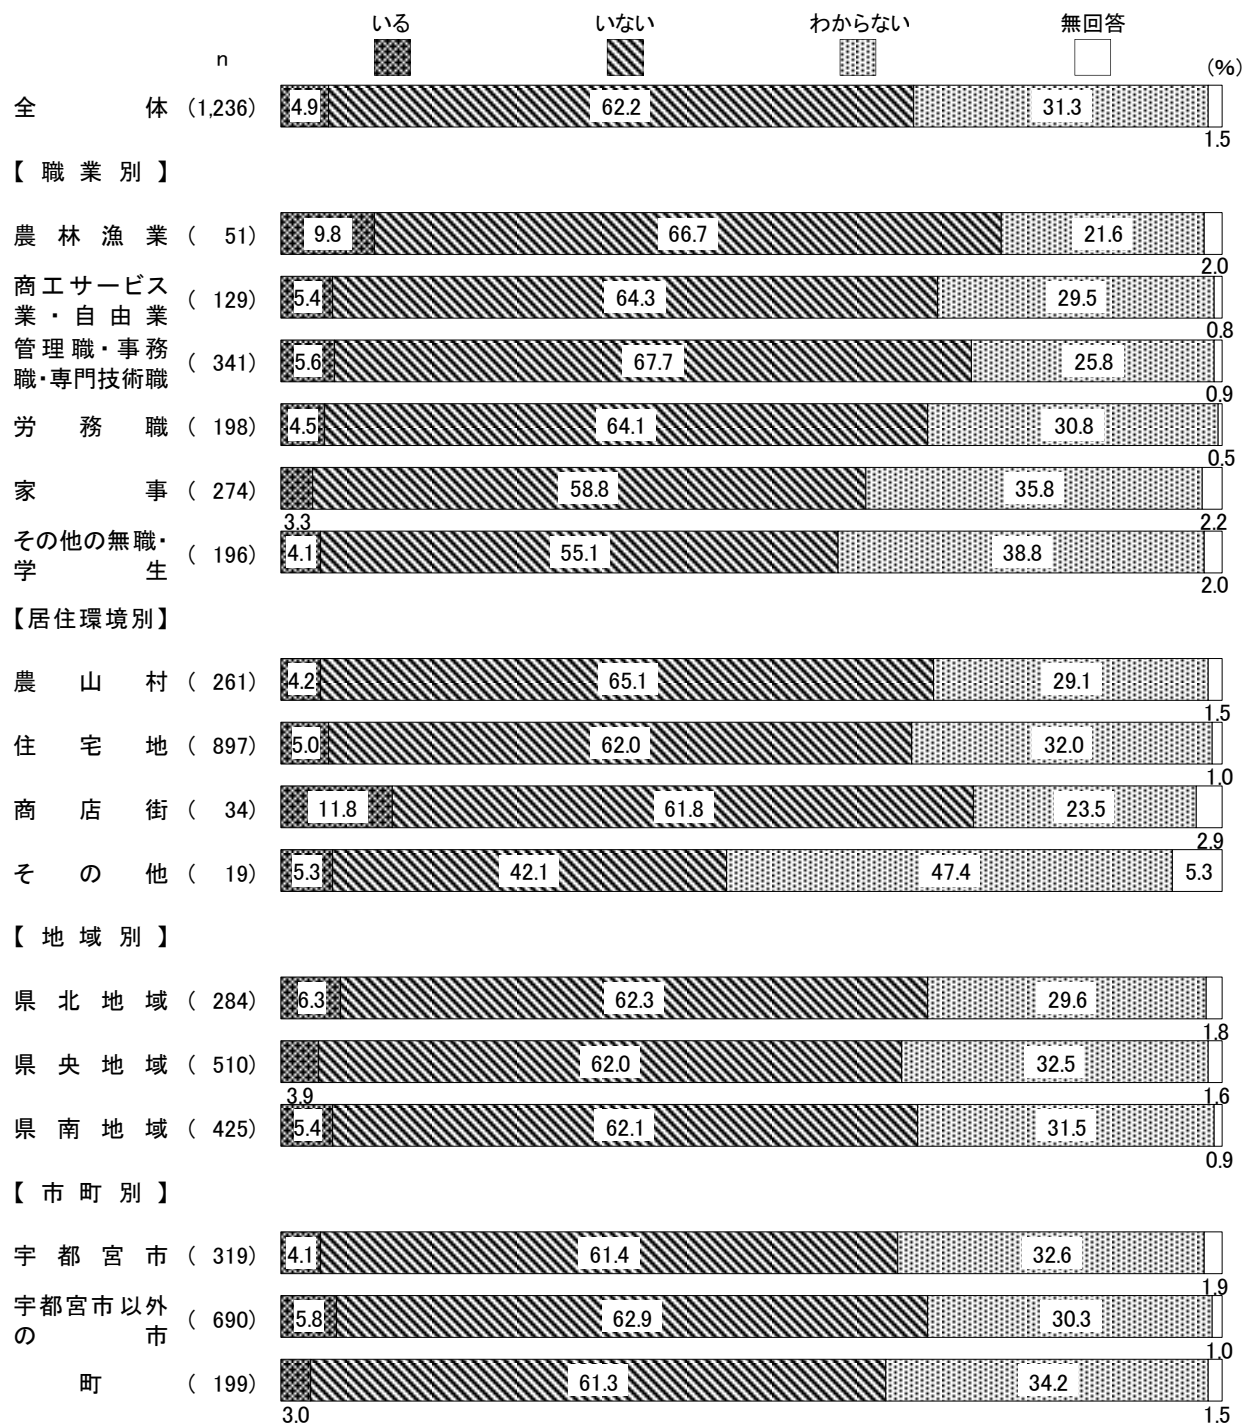 いる いない わからない 無回答
n (%)
全体 (1,236) 4.9 62.2 31.3
1.5
【職業別】
農林漁業 ( 51) 9.8 66.7 21.6
2.0
商工サービス
業・自由業 ( 129) 5.4 64.3 29.5
0.8
管理職・事務
職・専門技術職 ( 341) 5.6 67.7 25.8
0.9
労務職 ( 198) 4.5 64.1 30.8
0.5
家事 ( 274) 58.8 35.8
3.3 2.2
その他の無職・
学生 ( 196) 4.1 55.1 38.8
2.0
【居住環境別】
農山村 ( 261) 4.2 65.1 29.1
1.5
住宅地 ( 897) 5.0 62.0 32.0
1.0
商店街 ( 34) 11.8 61.8 23.5
2.9
その他 ( 19) 5.3 42.1 47.4 5.3
【地域別】
県北地域 ( 284) 6.3 62.3 29.6
1.8
県央地域 ( 510) 62.0 32.5
3.9 1.6
県南地域 ( 425) 5.4 62.1 31.5
0.9
【市町別】
宇都宮市 ( 319) 4.1 61.4 32.6
1.9
宇都宮市以外
の市 ( 690) 5.8 62.9 30.3
1.0
町 ( 199) 61.3 34.2
3.0 1.5